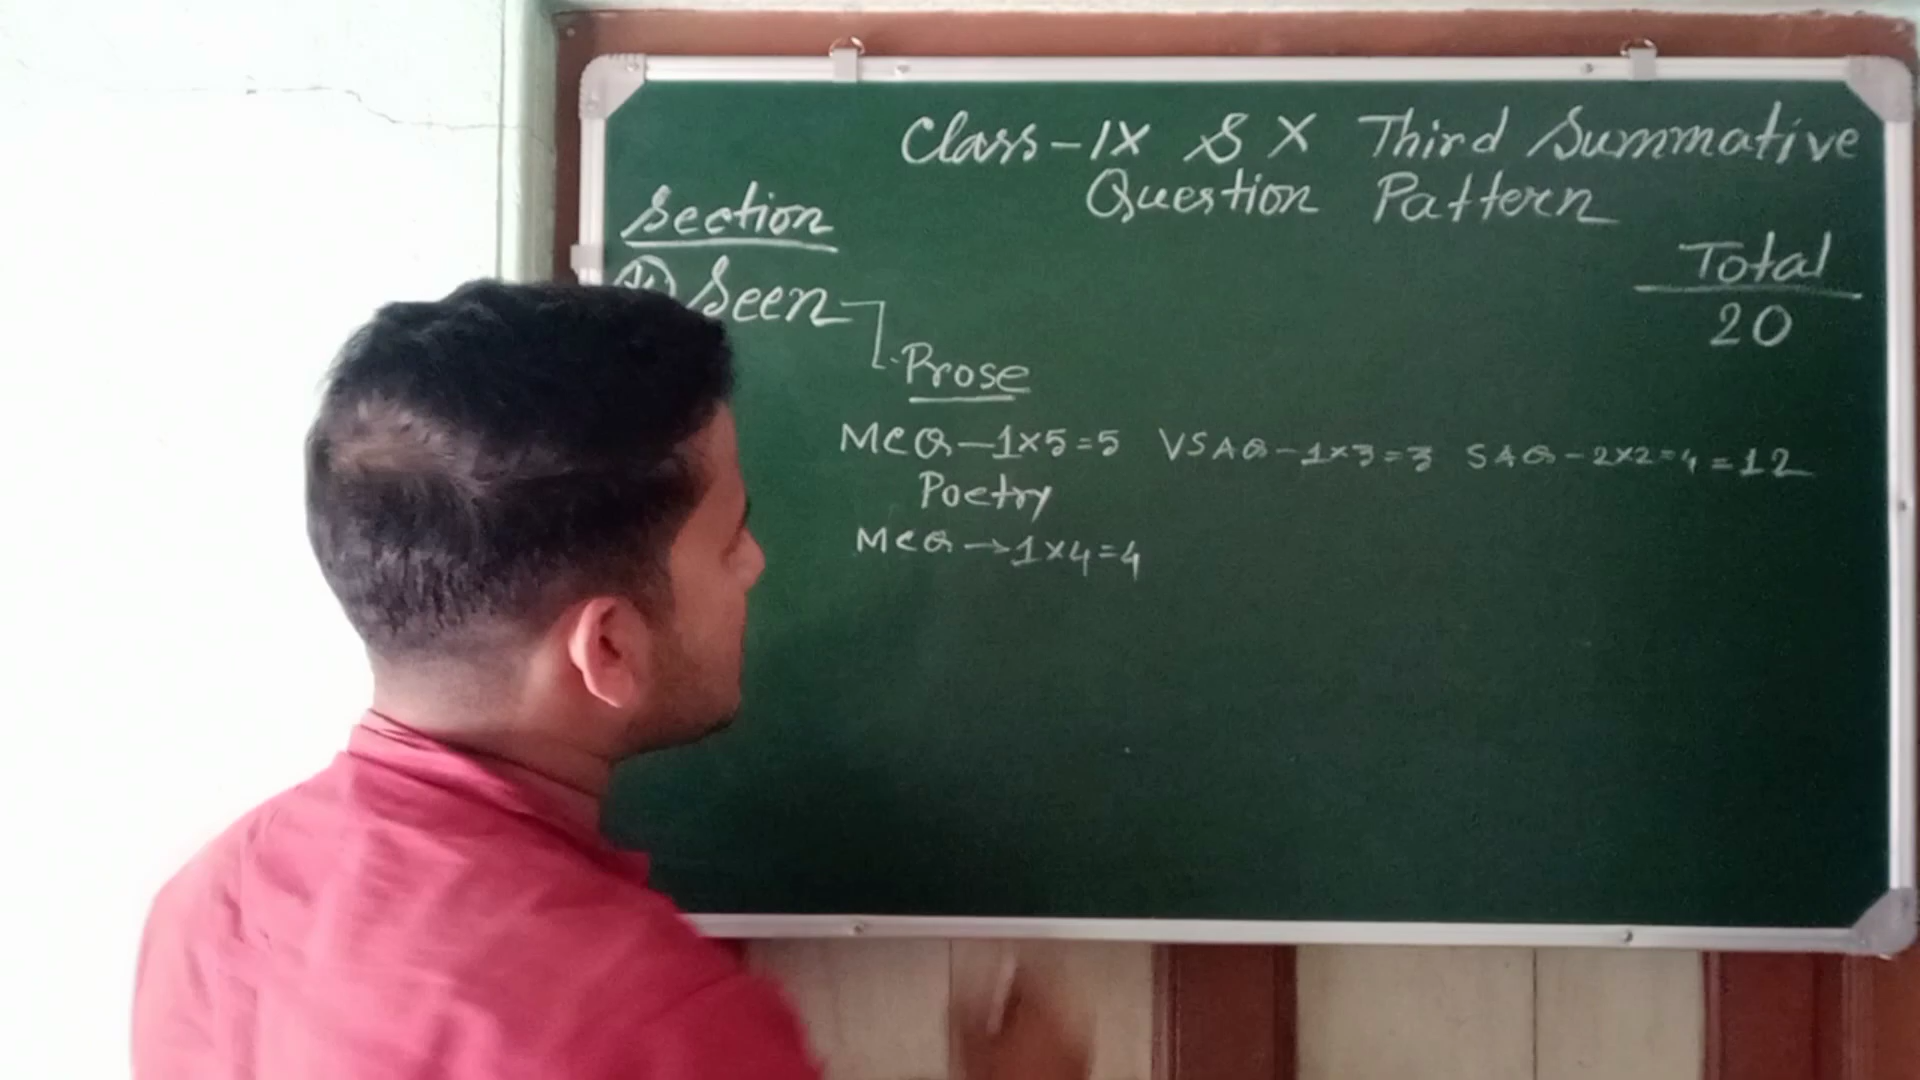 Class-IX & X Third Summative
Question Pattern
Section
Total
Seen
20
Prose
MCQ-1×5=5 VSAQ-1×3=3 SAQ-2×2=4=12
Poetry
MCQ→1×4=4